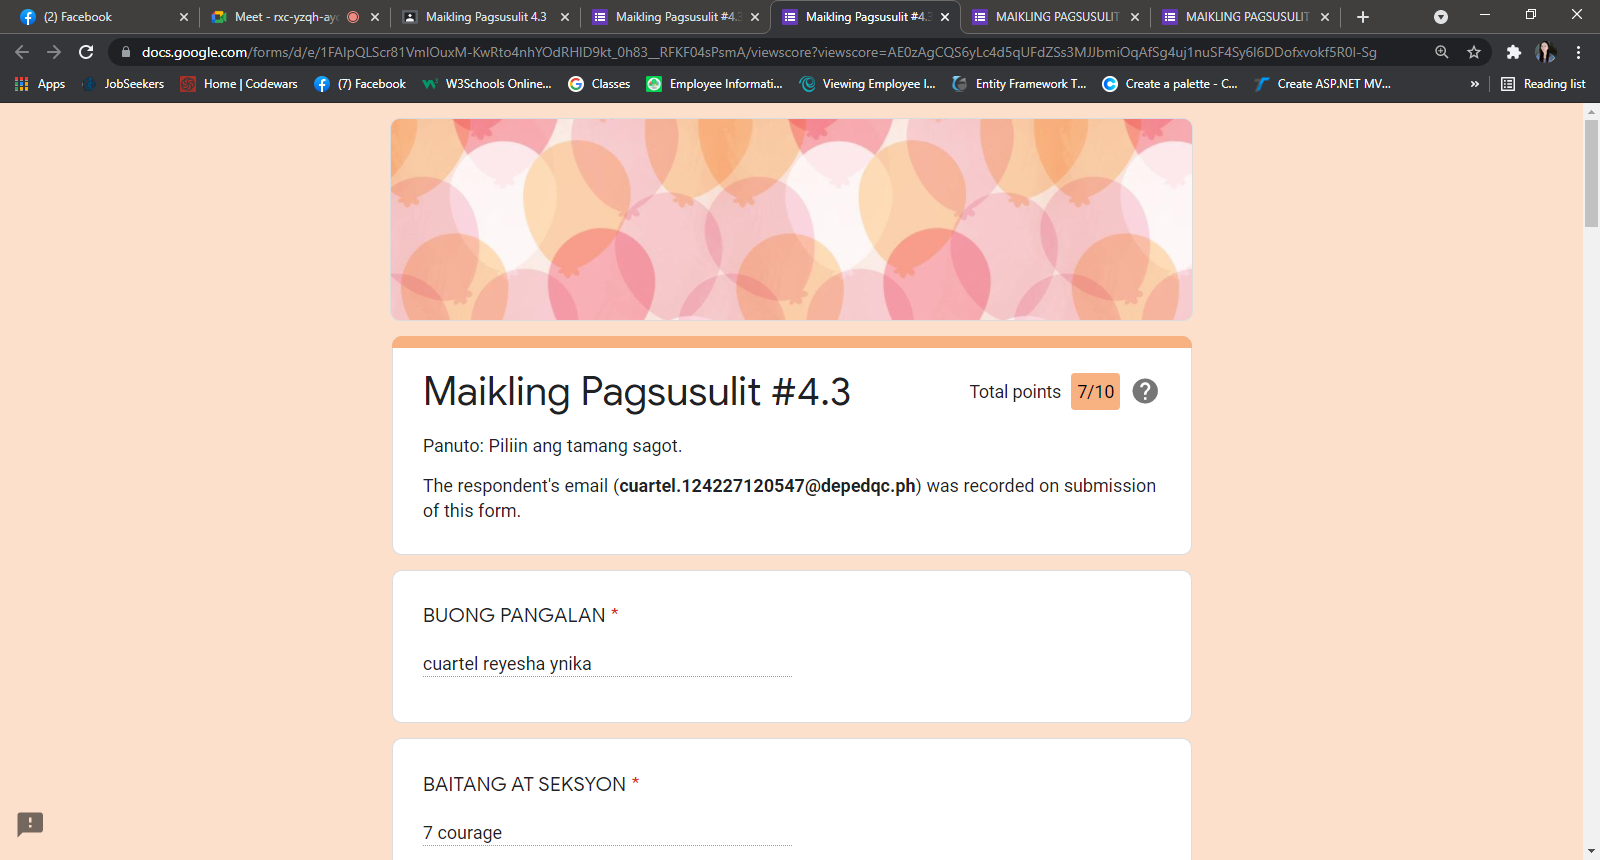 (2) Facebook
Meet - rxc-yzqh-ayc
Maikling Pagsusulit 4.3
Maikling Pagsusulit #4.3
Maikling Pagsusulit #4.3
MAIKLING PAGSUSULIT
MAIKLING PAGSUSULIT
docs.google.com/forms/d/e/1FAIpQLScr81VmlOuxM-KwRto4nhYOdRHlD9kt_0h83__RFKF04sPsmA/viewscore?viewscore=AE0zAgCQS6yLc4d5qUFdZSs3MJJbmiOqAfSg4uj1nuSF4Sy6l6DDofxvokf5R0I-Sg
Apps JobSeekers Home | Codewars (7) Facebook W3Schools Online... Classes Employee Informati... Viewing Employee I... Entity Framework T... Create a palette - C... Create ASP.NET MV... » Reading list
Maikling Pagsusulit #4.3
Total points 7/10
Panuto: Piliin ang tamang sagot.
The respondent's email (cuartel.124227120547@depedqc.ph) was recorded on submission
of this form.
BUONG PANGALAN *
cuartel reyesha ynika
BAITANG AT SEKSYON *
7 courage